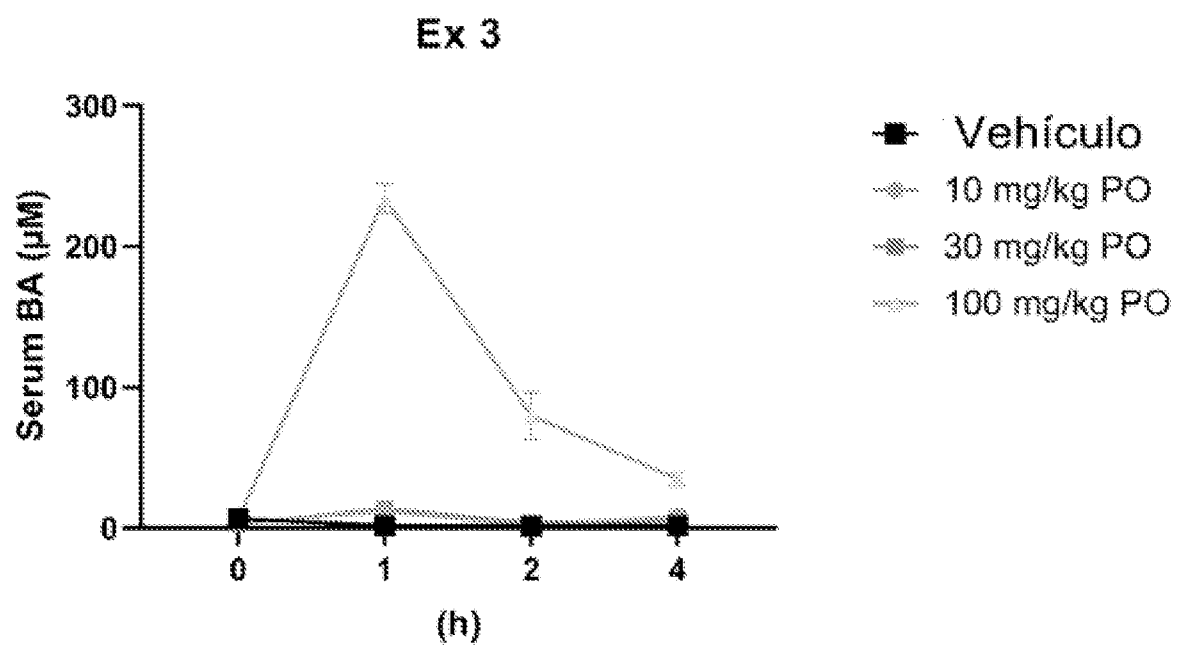 Ex 3
300
200
100
0
Serum BA (µM)
0 1 2 4
(h)
Vehículo
10 mg/kg PO
30 mg/kg PO
100 mg/kg PO